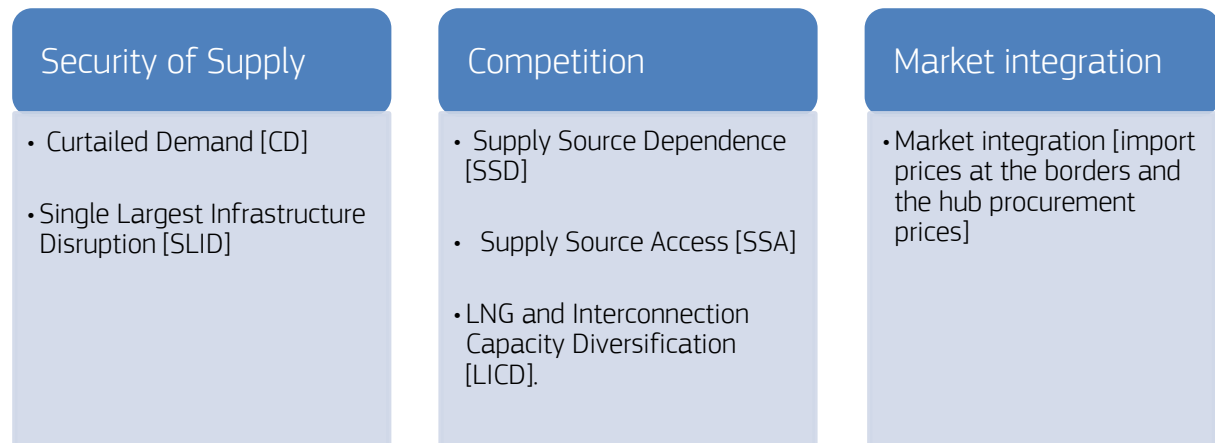 Security of Supply
• Curtailed Demand [CD]
• Single Largest Infrastructure
Disruption [SLID]
Competition
• Supply Source Dependence
[SSD]
• Supply Source Access [SSA]
• LNG and Interconnection
Capacity Diversification
[LICD].
Market integration
• Market integration [import
prices at the borders and
the hub procurement
prices]